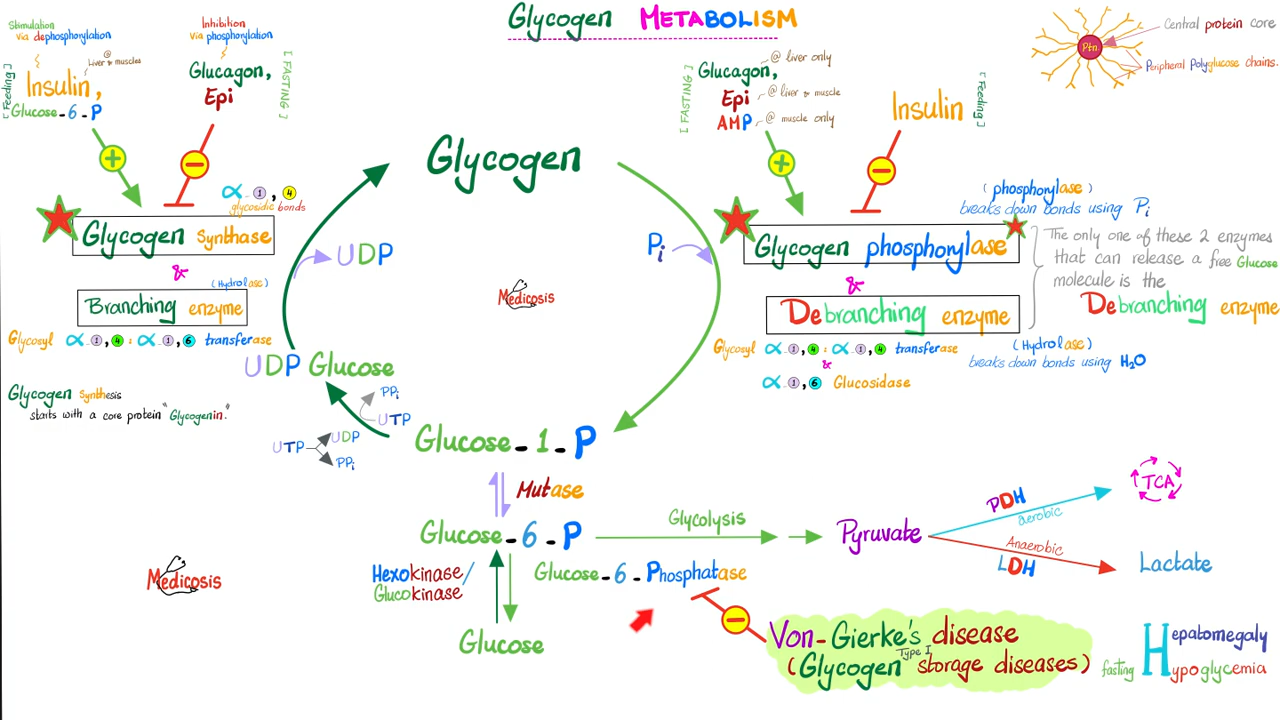 Glycogen METABOLISM
Stimulation
via dephosphorylation
@ Liver & muscles
[Feeding]
Insulin,
Glucose-6-P
Inhibition
via phosphorylation
Glucagon,
Epi
[FASTING]
+
−
α-1,4
glycosidic bonds
Glycogen Synthase
&
(Hydrolase)
Branching enzyme
Glycosyl α-1,4:α-1,6 transferase
Glycogen Synthesis
starts with a core protein "Glycogenin."
Glycogen
UDP
UDP Glucose
PPi
UTP
UTP
UDP
PPi
Glucose-1-P
Mutase
Glucose-6-P
Hexokinase/
Glucokinase
Glucose
Glucose-6-Phosphatase
Glycolysis
Pyruvate
PDH
aerobic
TCA
Anaerobic
LDH
Lactate
−
Von-Gierke's disease
Type I
(Glycogen storage diseases)
fasting
Hepatomegaly
Hypoglycemia
Medicosis
Medicosis
Pi
[FASTING]
Glucagon, @ liver only
Epi @ liver & muscle
AMP @ muscle only
Insulin
[Feeding]
+
−
Glycogen phosphorylase
&
Debranching enzyme
Glycosyl α-1,4:α-1,4 transferase
&
α-1,6 Glucosidase
(phosphorylase)
breaks down bonds using Pi
The only one of these 2 enzymes
that can release a free Glucose
molecule is the
Debranching enzyme
(Hydrolase)
breaks down bonds using H2O
Ptn
Central protein core
Peripheral Polyglucose chains.